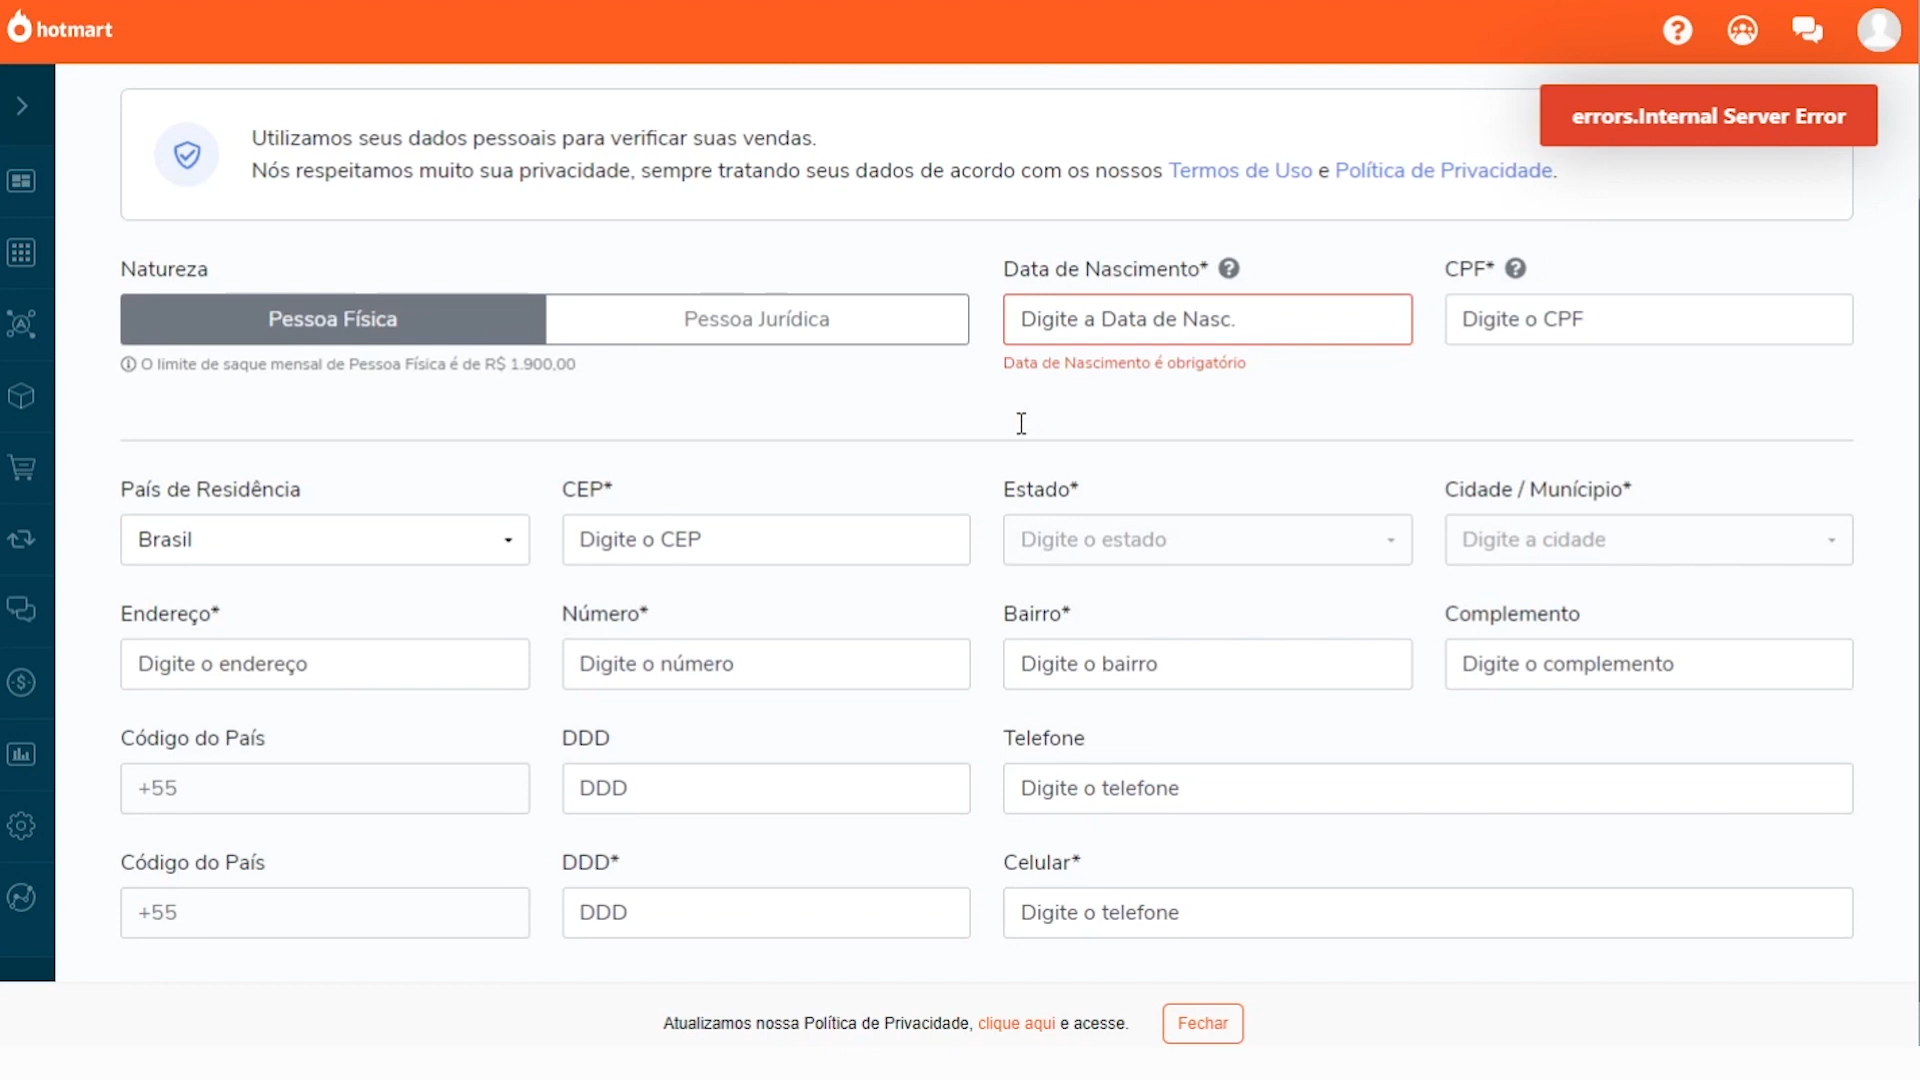 hotmart
errors.Internal Server Error
Utilizamos seus dados pessoais para verificar suas vendas.
Nós respeitamos muito sua privacidade, sempre tratando seus dados de acordo com os nossos Termos de Uso e Política de Privacidade.
Natureza
Data de Nascimento*
CPF*
Pessoa Física
Pessoa Jurídica
Digite a Data de Nasc.
Digite o CPF
O limite de saque mensal de Pessoa Física é de R$ 1.900,00
Data de Nascimento é obrigatório
País de Residência
CEP*
Estado*
Cidade / Munícipio*
Brasil
Digite o CEP
Digite o estado
Digite a cidade
Endereço*
Número*
Bairro*
Complemento
Digite o endereço
Digite o número
Digite o bairro
Digite o complemento
Código do País
DDD
Telefone
+55
DDD
Digite o telefone
Código do País
DDD*
Celular*
+55
DDD
Digite o telefone
Atualizamos nossa Política de Privacidade, clique aqui e acesse.
Fechar